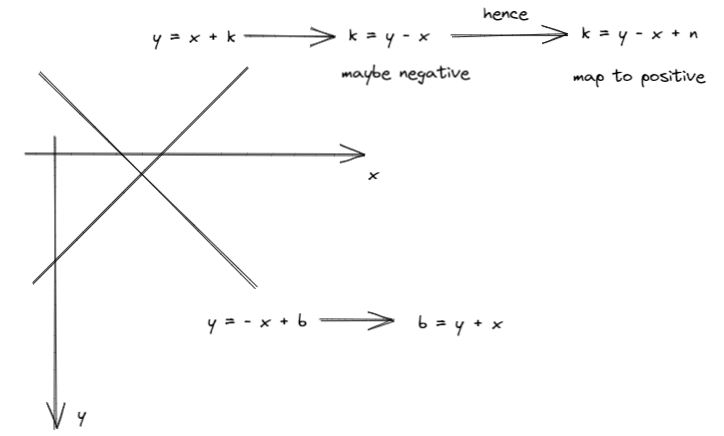 hence
y = x + k k = y - x k = y - x + n
maybe negative map to positive
x
y = - x + b b = y + x
y